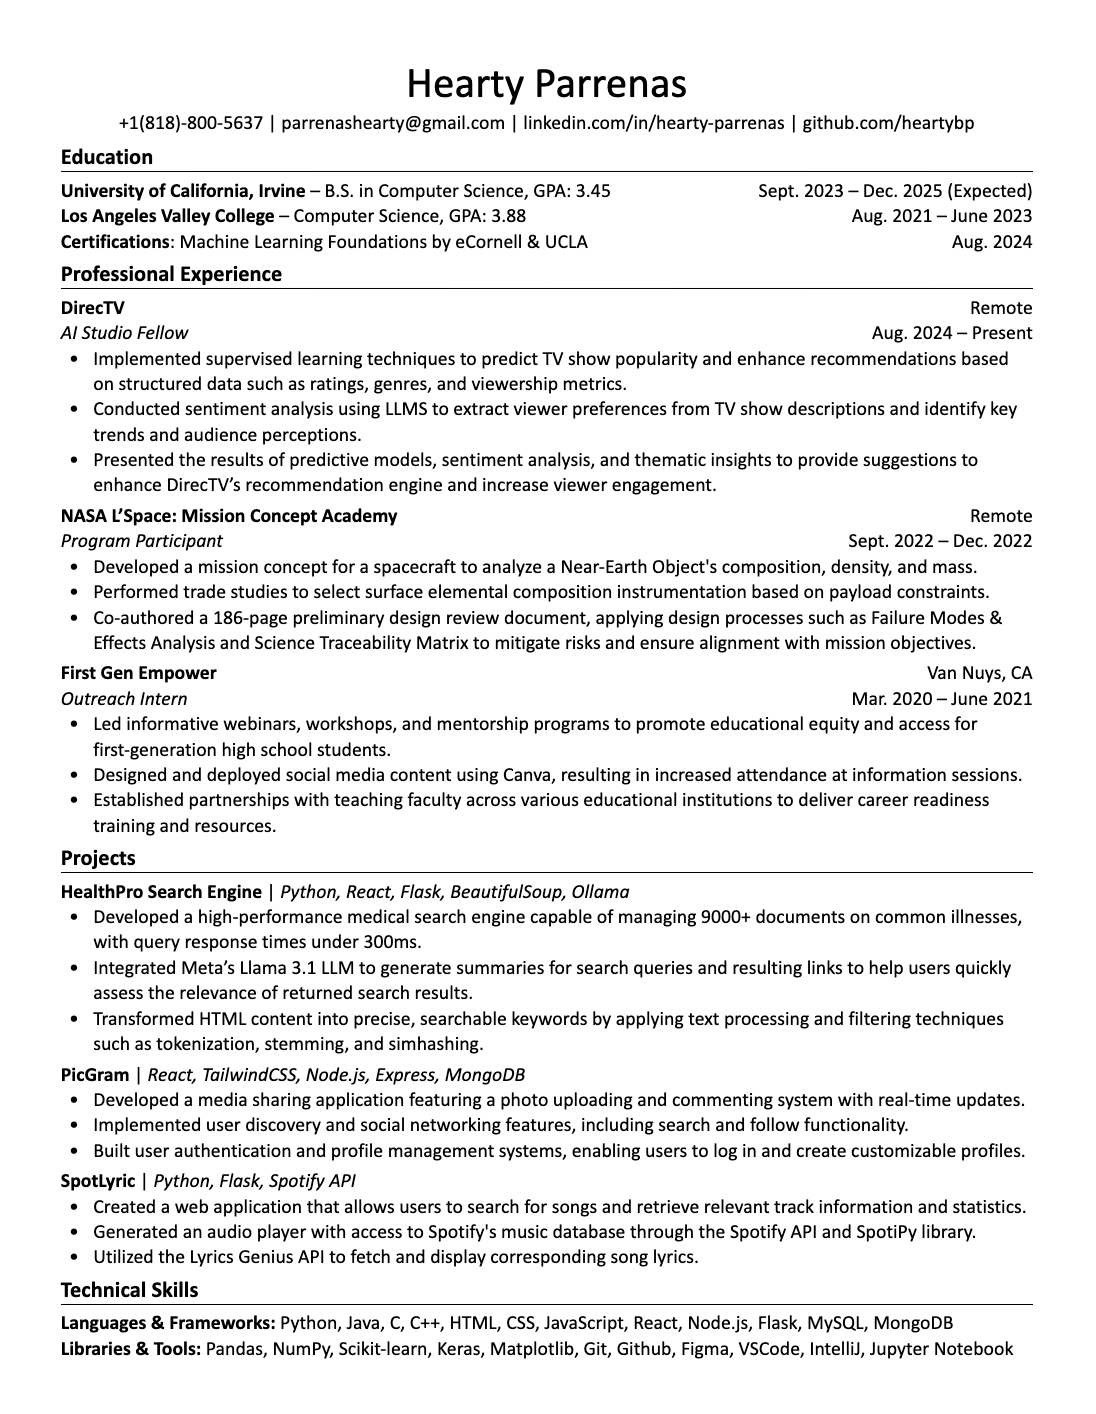 Hearty Parrenas
+1(818)-800-5637 | parrenashearty@gmail.com | linkedin.com/in/hearty-parrenas | github.com/heartybp
Education
University of California, Irvine – B.S. in Computer Science, GPA: 3.45 Sept. 2023 – Dec. 2025 (Expected)
Los Angeles Valley College – Computer Science, GPA: 3.88 Aug. 2021 – June 2023
Certifications: Machine Learning Foundations by eCornell & UCLA Aug. 2024
Professional Experience
DirecTV Remote
AI Studio Fellow Aug. 2024 – Present
• Implemented supervised learning techniques to predict TV show popularity and enhance recommendations based
on structured data such as ratings, genres, and viewership metrics.
• Conducted sentiment analysis using LLMS to extract viewer preferences from TV show descriptions and identify key
trends and audience perceptions.
• Presented the results of predictive models, sentiment analysis, and thematic insights to provide suggestions to
enhance DirecTV’s recommendation engine and increase viewer engagement.
NASA L’Space: Mission Concept Academy Remote
Program Participant Sept. 2022 – Dec. 2022
• Developed a mission concept for a spacecraft to analyze a Near-Earth Object's composition, density, and mass.
• Performed trade studies to select surface elemental composition instrumentation based on payload constraints.
• Co-authored a 186-page preliminary design review document, applying design processes such as Failure Modes &
Effects Analysis and Science Traceability Matrix to mitigate risks and ensure alignment with mission objectives.
First Gen Empower Van Nuys, CA
Outreach Intern Mar. 2020 – June 2021
• Led informative webinars, workshops, and mentorship programs to promote educational equity and access for
first-generation high school students.
• Designed and deployed social media content using Canva, resulting in increased attendance at information sessions.
• Established partnerships with teaching faculty across various educational institutions to deliver career readiness
training and resources.
Projects
HealthPro Search Engine | Python, React, Flask, BeautifulSoup, Ollama
• Developed a high-performance medical search engine capable of managing 9000+ documents on common illnesses,
with query response times under 300ms.
• Integrated Meta’s Llama 3.1 LLM to generate summaries for search queries and resulting links to help users quickly
assess the relevance of returned search results.
• Transformed HTML content into precise, searchable keywords by applying text processing and filtering techniques
such as tokenization, stemming, and simhashing.
PicGram | React, TailwindCSS, Node.js, Express, MongoDB
• Developed a media sharing application featuring a photo uploading and commenting system with real-time updates.
• Implemented user discovery and social networking features, including search and follow functionality.
• Built user authentication and profile management systems, enabling users to log in and create customizable profiles.
SpotLyric | Python, Flask, Spotify API
• Created a web application that allows users to search for songs and retrieve relevant track information and statistics.
• Generated an audio player with access to Spotify's music database through the Spotify API and SpotiPy library.
• Utilized the Lyrics Genius API to fetch and display corresponding song lyrics.
Technical Skills
Languages & Frameworks: Python, Java, C, C++, HTML, CSS, JavaScript, React, Node.js, Flask, MySQL, MongoDB
Libraries & Tools: Pandas, NumPy, Scikit-learn, Keras, Matplotlib, Git, Github, Figma, VSCode, IntelliJ, Jupyter Notebook